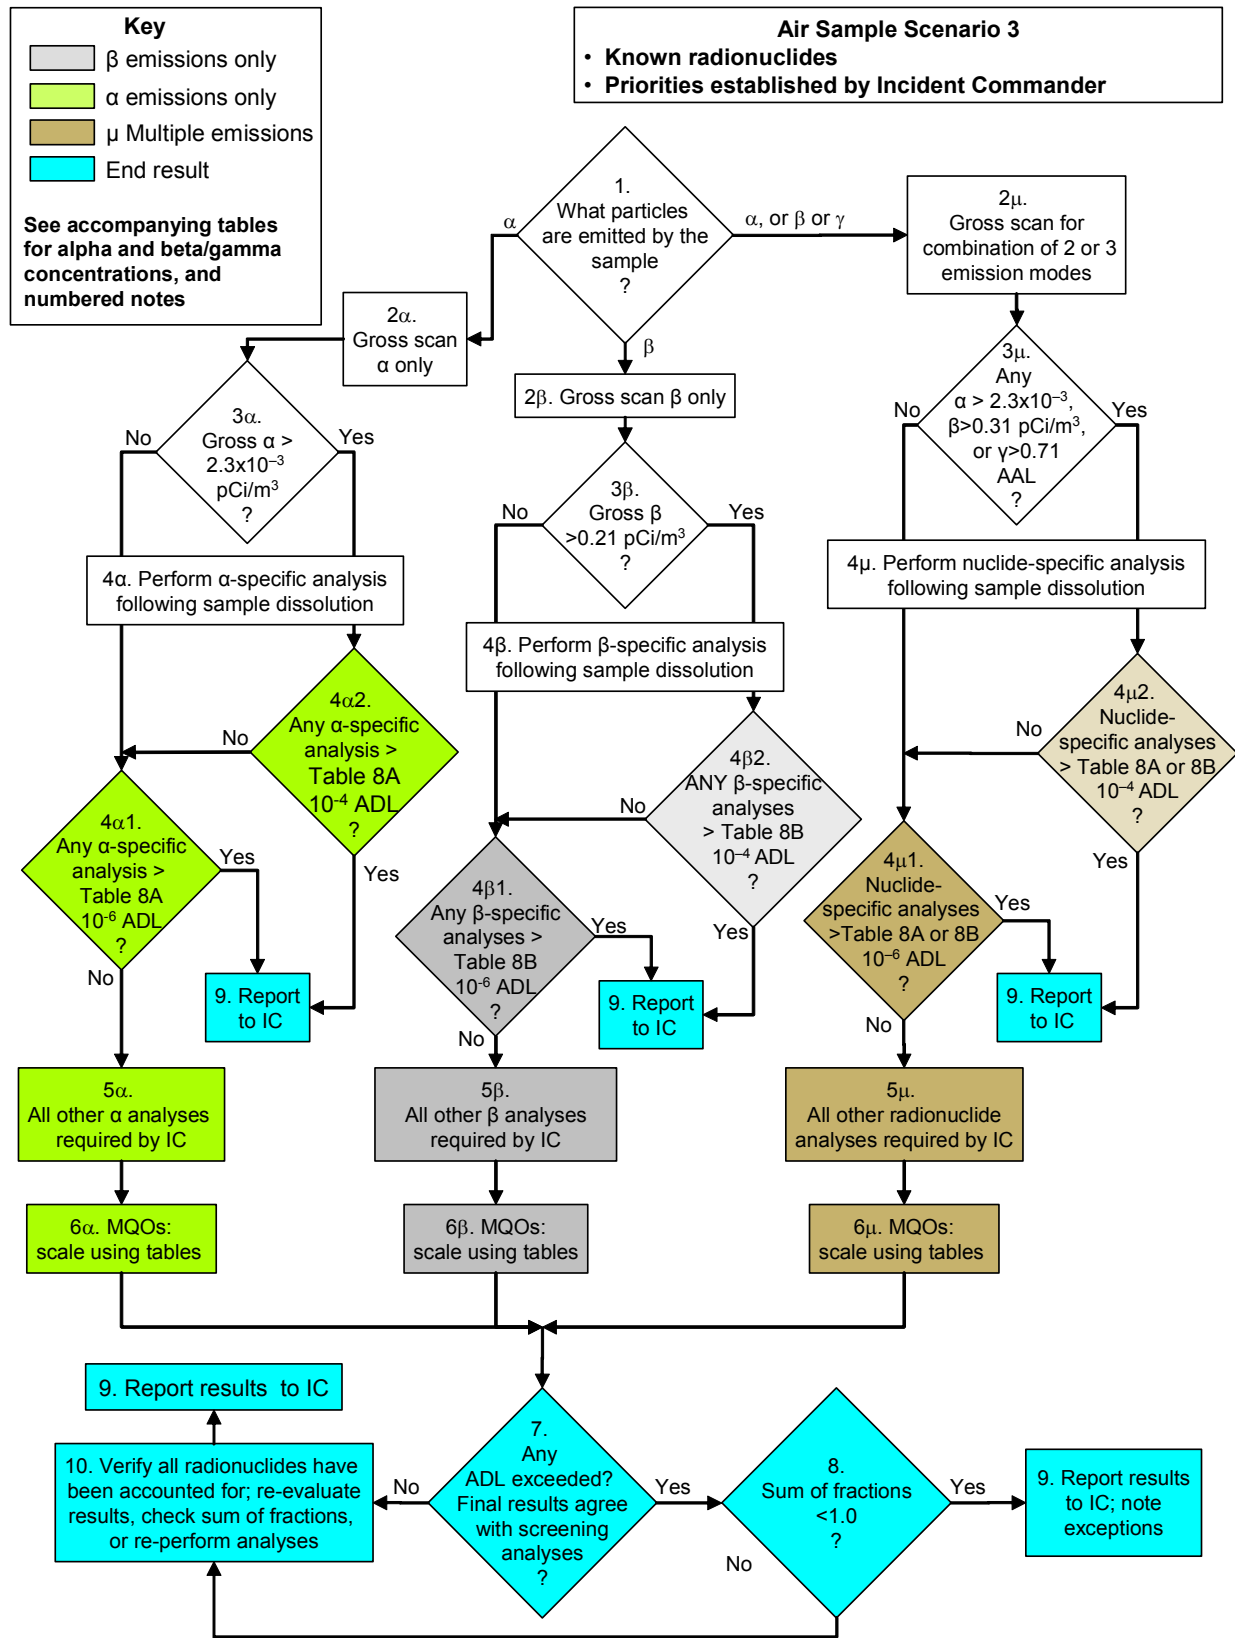 Key
β emissions only
α emissions only
μ Multiple emissions
End result
See accompanying tables
for alpha and beta/gamma
concentrations, and
numbered notes
Air Sample Scenario 3
• Known radionuclides
• Priorities established by Incident Commander
1.
What particles
are emitted by the
sample
?
α
α, or β or γ
β
2μ.
Gross scan for
combination of 2 or 3
emission modes
2α.
Gross scan
α only
2β. Gross scan β only
3α.
Gross α >
2.3x10⁻³
pCi/m³
?
No
Yes
3β.
Gross β
>0.21 pCi/m³
?
No
Yes
3μ.
Any
α > 2.3x10⁻³,
β>0.31 pCi/m³,
or γ>0.71
AAL
?
No
Yes
4α. Perform α-specific analysis
following sample dissolution
4β. Perform β-specific analysis
following sample dissolution
4μ. Perform nuclide-specific analysis
following sample dissolution
4α2.
Any α-specific
analysis >
Table 8A
10⁻⁴ ADL
?
No
Yes
4β2.
ANY β-specific
analyses
> Table 8B
10⁻⁴ ADL
?
No
Yes
4μ2.
Nuclide-
specific analyses
> Table 8A or 8B
10⁻⁴ ADL
?
No
Yes
4α1.
Any α-specific
analysis >
Table 8A
10⁻⁶ ADL
?
Yes
No
4β1.
Any β-specific
analyses >
Table 8B
10⁻⁶ ADL
?
Yes
No
4μ1.
Nuclide-
specific analyses
>Table 8A or 8B
10⁻⁶ ADL
?
Yes
No
9. Report
to IC
9. Report
to IC
9. Report
to IC
5α.
All other α analyses
required by IC
5β.
All other β analyses
required by IC
5μ.
All other radionuclide
analyses required by IC
6α. MQOs:
scale using tables
6β. MQOs:
scale using tables
6μ. MQOs:
scale using tables
9. Report results to IC
10. Verify all radionuclides have
been accounted for; re-evaluate
results, check sum of fractions,
or re-perform analyses
No
7.
Any
ADL exceeded?
Final results agree
with screening
analyses
?
Yes
8.
Sum of fractions
<1.0
?
No
Yes
9. Report results
to IC; note
exceptions